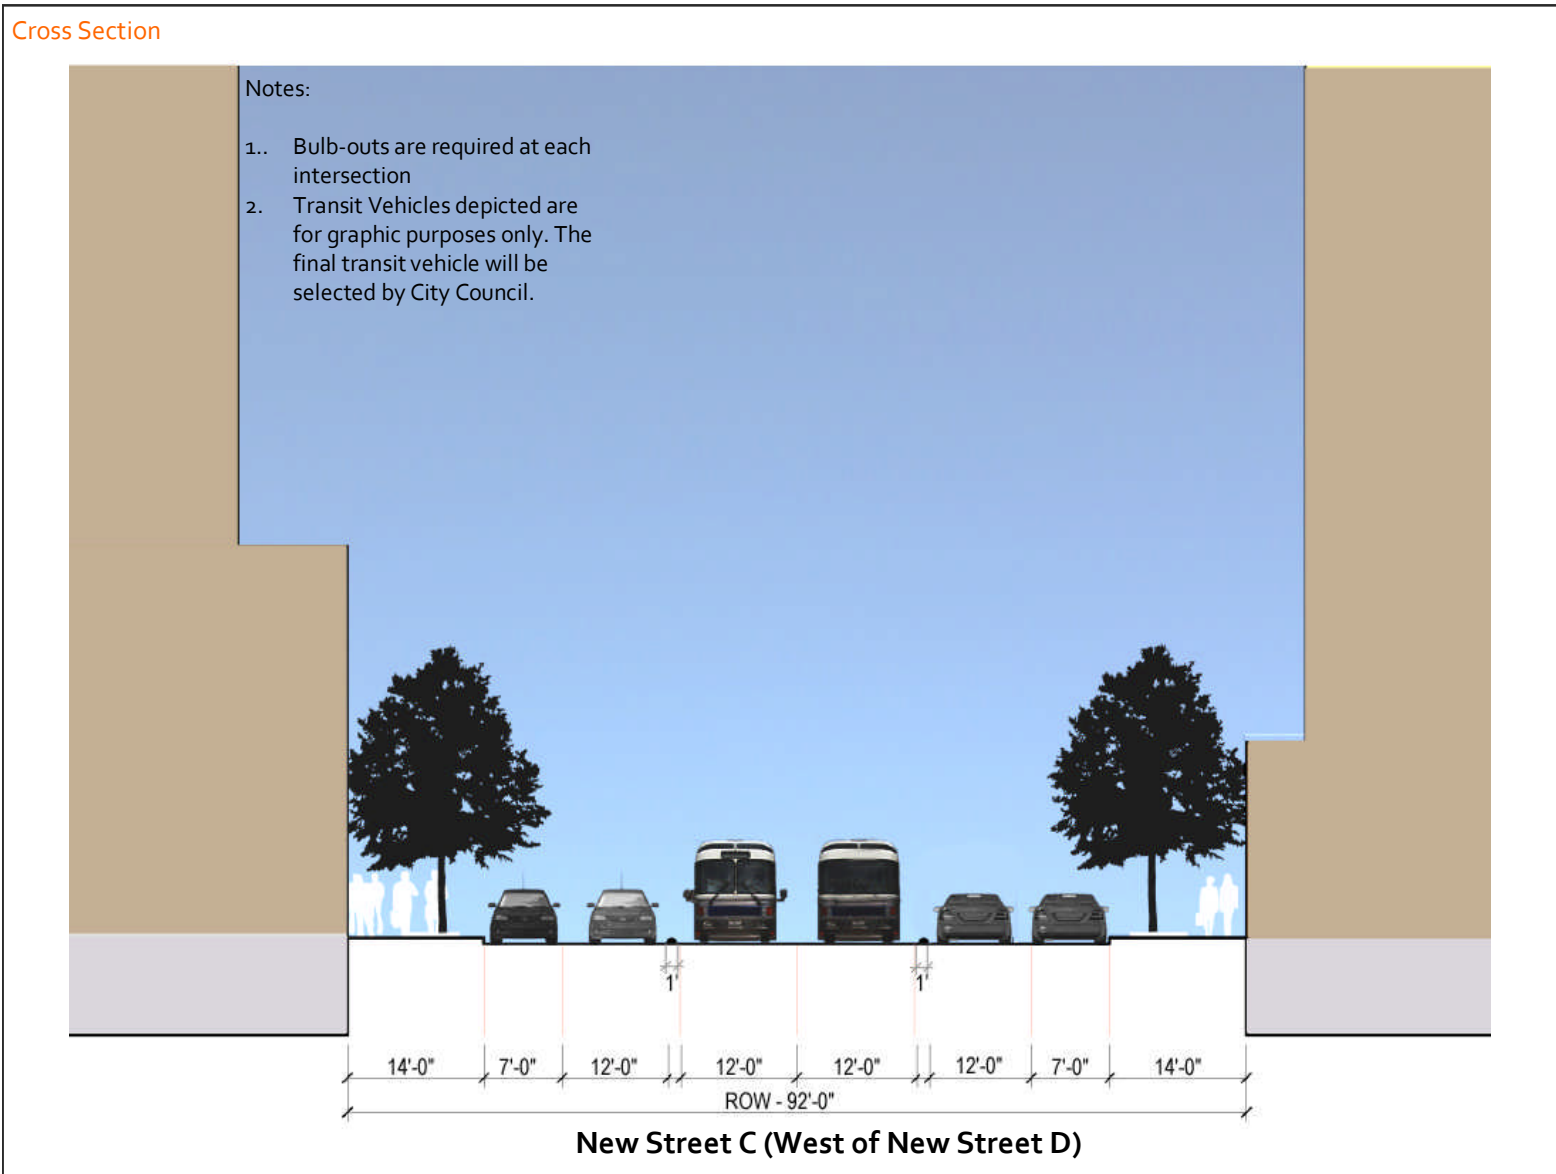 Cross Section
Notes:
1.. Bulb-outs are required at each
intersection
2. Transit Vehicles depicted are
for graphic purposes only. The
final transit vehicle will be
selected by City Council.
1' 1'
14'-0" 7'-0" 12'-0" 12'-0" 12'-0" 12'-0" 7'-0" 14'-0"
ROW - 92'-0"
New Street C (West of New Street D)